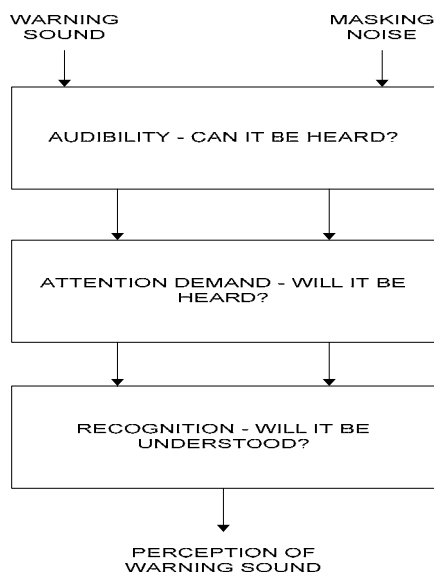 WARNING
SOUND
MASKING
NOISE
AUDIBILITY - CAN IT BE HEARD?
ATTENTION DEMAND - WILL IT BE
HEARD?
RECOGNITION - WILL IT BE
UNDERSTOOD?
PERCEPTION OF
WARNING SOUND